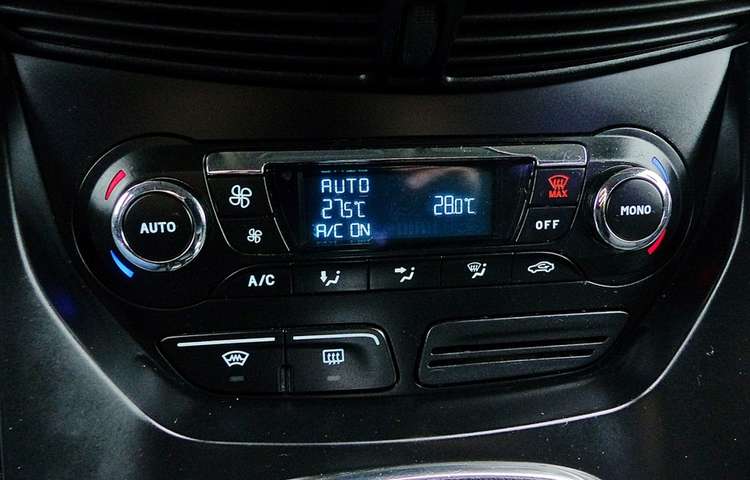 AUTO
27.5°C
A/C ON
28.0°C
AUTO
MAX
OFF
MONO
A/C